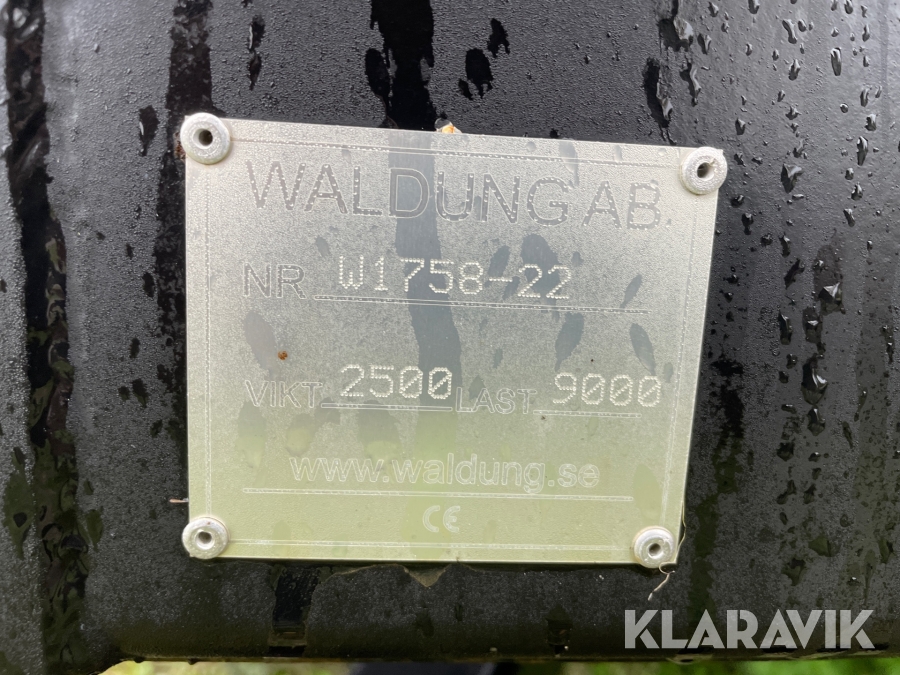 WALDUNG AB.
NR W1758-22
VIKT 2500 LAST 9000
www.waldung.se
CE
KLARAVIK